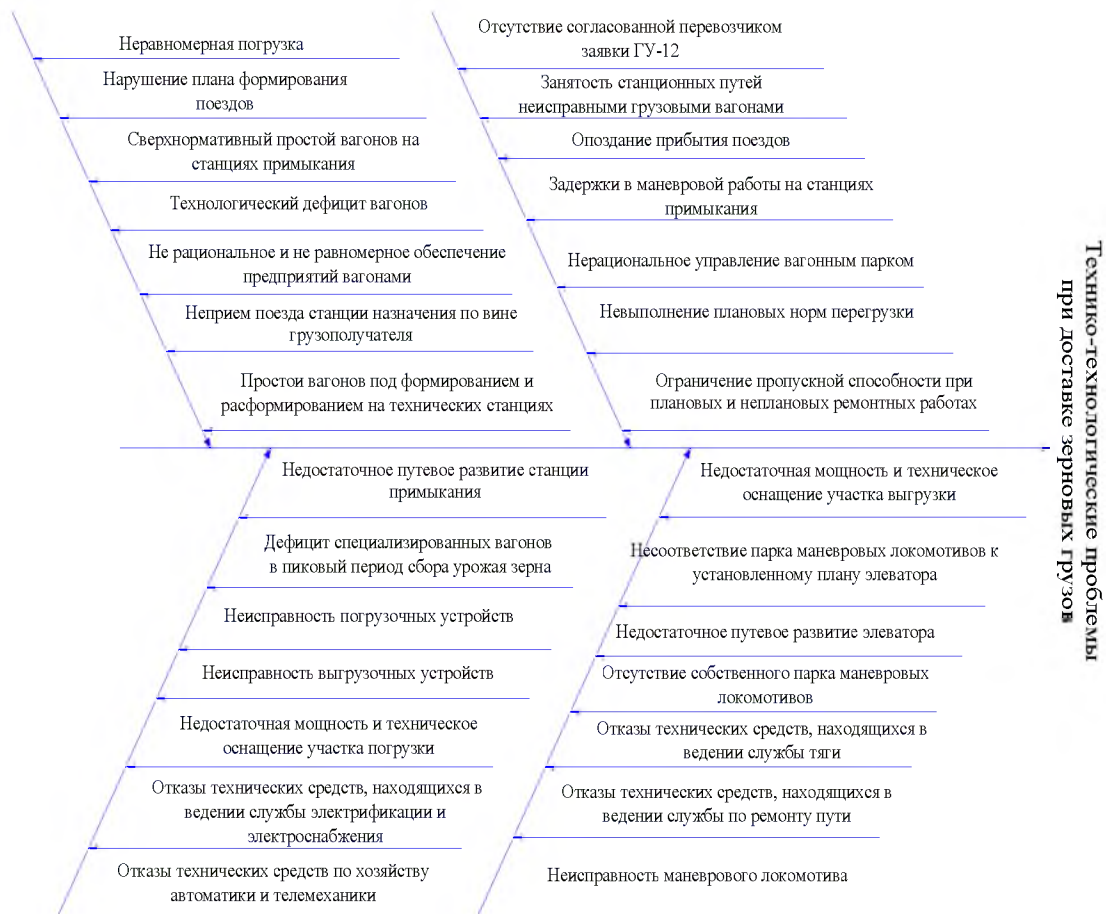 Неравномерная погрузка
Нарушение плана формирования
поездов
Сверхнормативный простой вагонов на
станциях примыкания
Технологический дефицит вагонов
Не рациональное и не равномерное обеспечение
предприятий вагонами
Неприем поезда станции назначения по вине
грузополучателя
Простои вагонов под формированием и
расформированием на технических станциях
Отсутствие согласованной перевозчиком
заявки ГУ-12
Занятость станционных путей
неисправными грузовыми вагонами
Опоздание прибытия поездов
Задержки в маневровой работы на станциях
примыкания
Нерациональное управление вагонным парком
Невыполнение плановых норм перегрузки
Ограничение пропускной способности при
плановых и неплановых ремонтных работах
Недостаточное путевое развитие станции
примыкания
Дефицит специализированных вагонов
в пиковый период сбора урожая зерна
Неисправность погрузочных устройств
Неисправность выгрузочных устройств
Недостаточная мощность и техническое
оснащение участка погрузки
Отказы технических средств, находящихся в
ведении службы электрификации и
электроснабжения
Отказы технических средств по хозяйству
автоматики и телемеханики
Недостаточная мощность и техническое
оснащение участка выгрузки
Несоответствие парка маневровых локомотивов к
установленному плану элеватора
Недостаточное путевое развитие элеватора
Отсутствие собственного парка маневровых
локомотивов
Отказы технических средств, находящихся в
ведении службы тяги
Отказы технических средств, находящихся в
ведении службы по ремонту пути
Неисправность маневрового локомотива
Технико-технологические проблемы
при доставке зерновых грузов